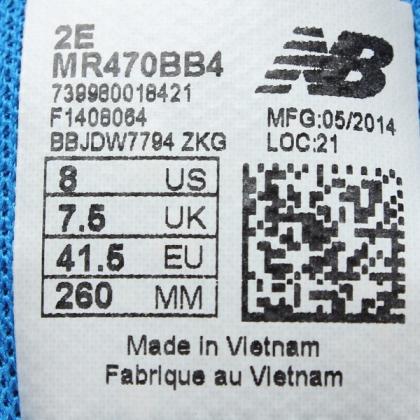 2E
MR470BB4
739980018421
F1408064
BBJDW7794 ZKG
NB
MFG:05/2014
LOC:21
8 US
7.5 UK
41.5 EU
260 MM
Made in Vietnam
Fabrique au Vietnam